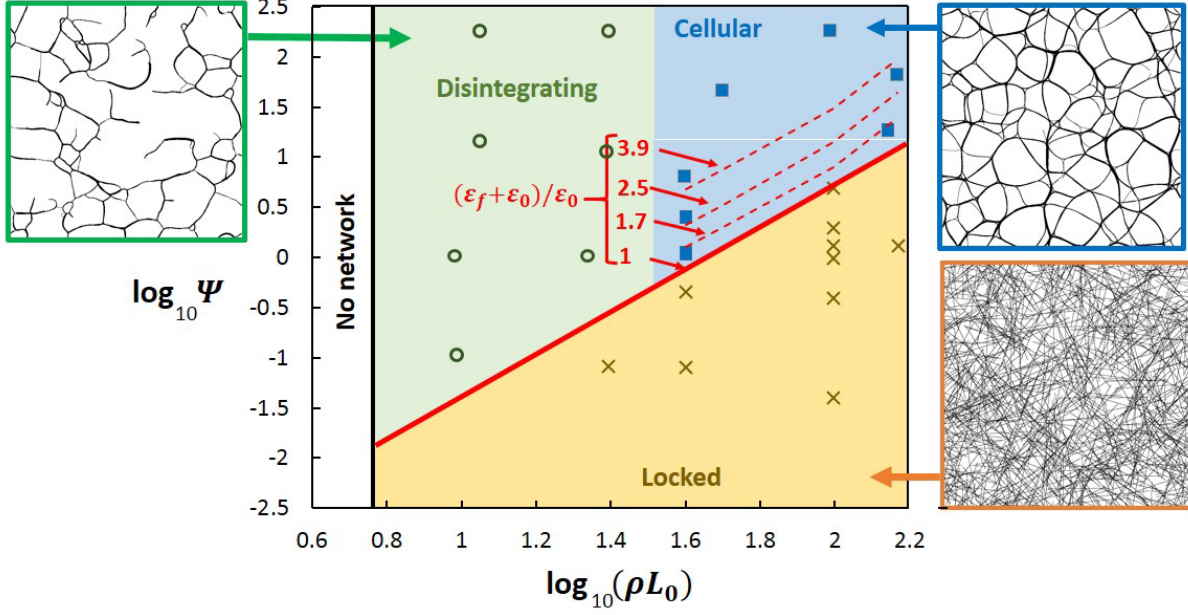 2.5
2
1.5
1
0.5
0
-0.5
-1
-1.5
-2
-2.5
log₁₀Ψ
No network
Disintegrating
Cellular
(ε_f+ε_0)/ε_0
3.9
2.5
1.7
1
Locked
0.6 0.8 1 1.2 1.4 1.6 1.8 2 2.2
log₁₀(ρL₀)